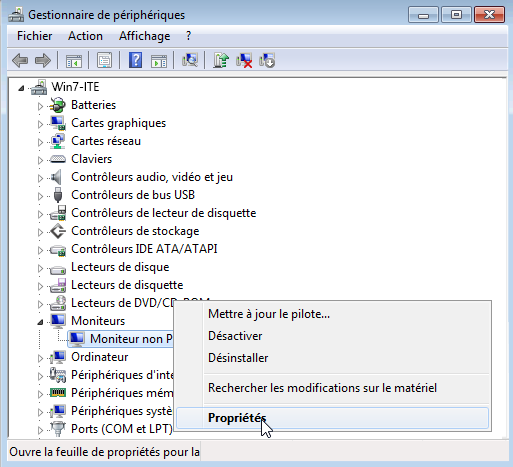 Gestionnaire de périphériques
Fichier Action Affichage ?
Win7-ITE
Batteries
Cartes graphiques
Cartes réseau
Claviers
Contrôleurs audio, vidéo et jeu
Contrôleurs de bus USB
Contrôleurs de lecteur de disquette
Contrôleurs de stockage
Contrôleurs IDE ATA/ATAPI
Lecteurs de disque
Lecteurs de disquette
Lecteurs de DVD/CD-ROM
Moniteurs
Moniteur non P
Ordinateur
Périphériques d'inte
Périphériques mém
Périphériques systè
Ports (COM et LPT)
Mettre à jour le pilote...
Désactiver
Désinstaller
Rechercher les modifications sur le matériel
Propriétés
Ouvre la feuille de propriétés pour la